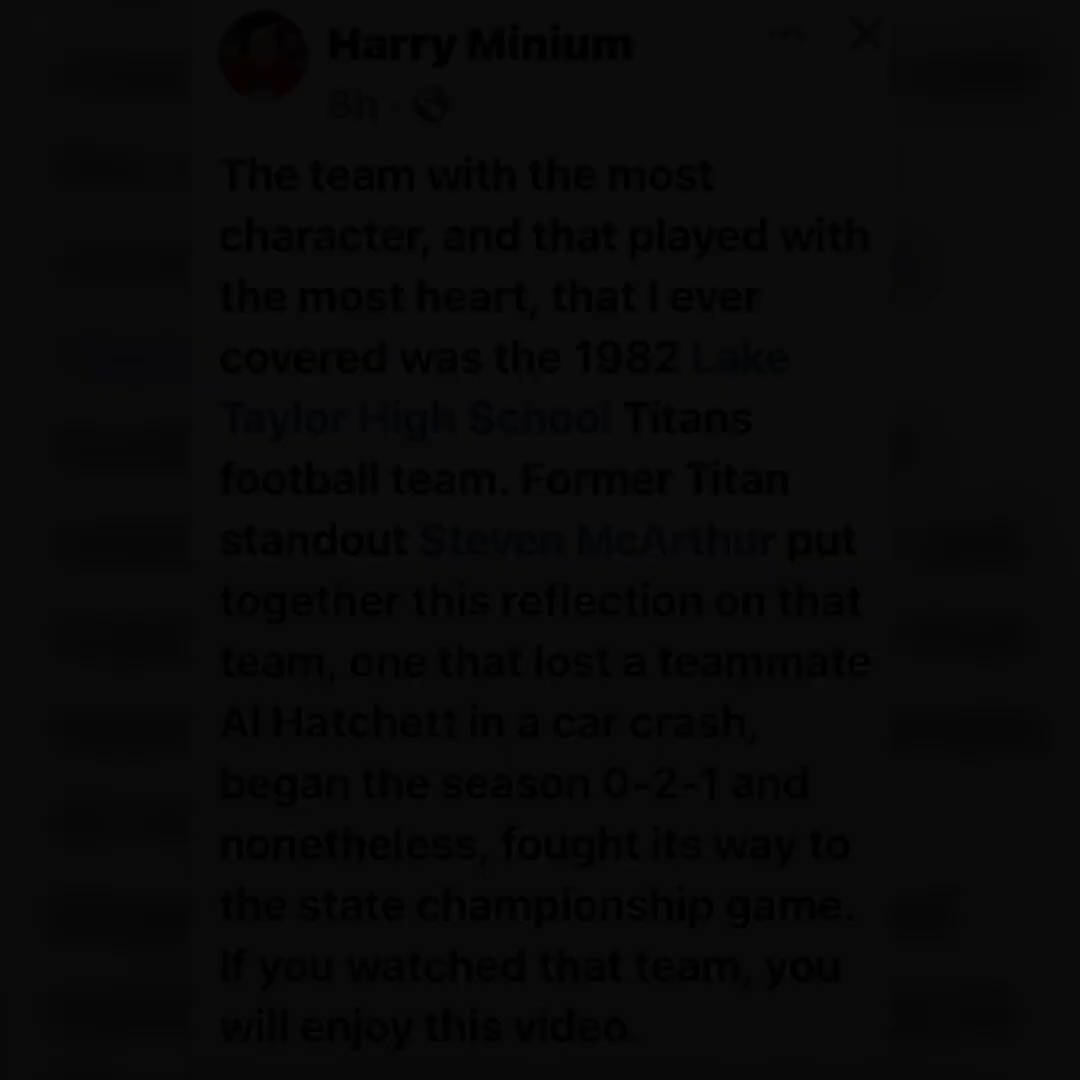 Harry Minium
8h ·
The team with the most
character, and that played with
the most heart, that I ever
covered was the 1982 Lake
Taylor High School Titans
football team. Former Titan
standout Steven McArthur put
together this reflection on that
team, one that lost a teammate
Al Hatchett in a car crash,
began the season 0-2-1 and
nonetheless, fought its way to
the state championship game.
If you watched that team, you
will enjoy this video.